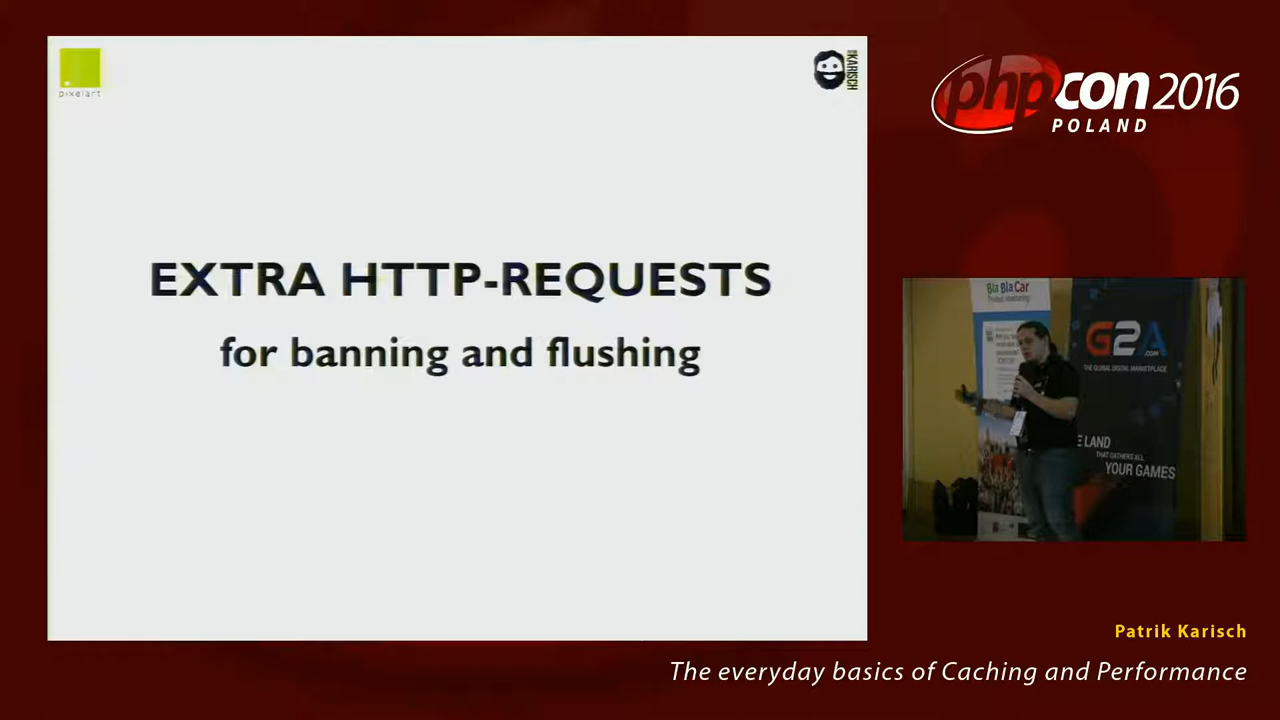 pixelart
KARISCH
EXTRA HTTP-REQUESTS
for banning and flushing
phpcon 2016
POLAND
Bla Bla Car
G2A
.COM
THE GLOBAL DIGITAL MARKETPLACE
E LAND
THAT GATHERS ALL
YOUR GAMES
Patrik Karisch
The everyday basics of Caching and Performance